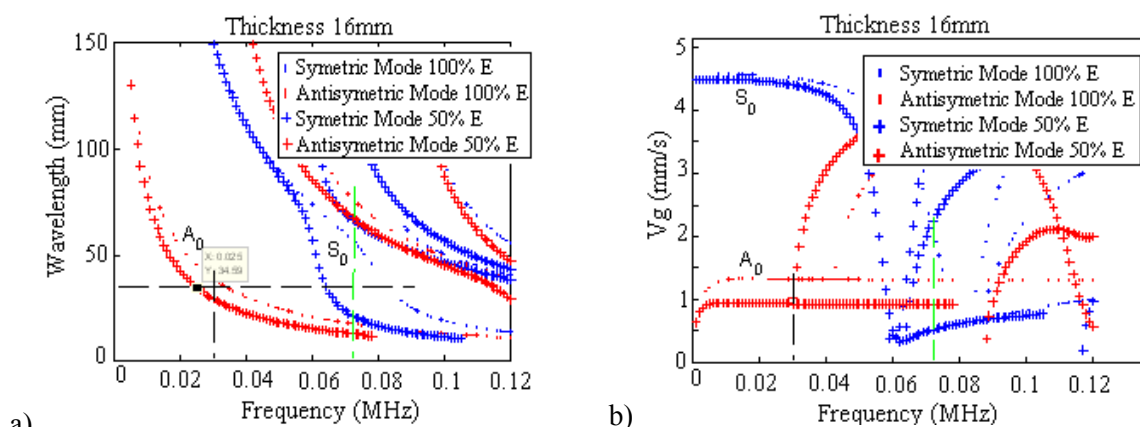 Thickness 16mm
150
100
50
0
Wavelength (mm)
Symetric Mode 100% E
Antisymetric Mode 100% E
Symetric Mode 50% E
Antisymetric Mode 50% E
A0
X: 0.025
Y: 34.59
S0
0 0.02 0.04 0.06 0.08 0.1 0.12
Frequency (MHz)
a)
Thickness 16mm
5
4
3
2
1
0
Vg (mm/s)
Symetric Mode 100% E
Antisymetric Mode 100% E
Symetric Mode 50% E
Antisymetric Mode 50% E
S0
A0
0 0.02 0.04 0.06 0.08 0.1 0.12
Frequency (MHz)
b)